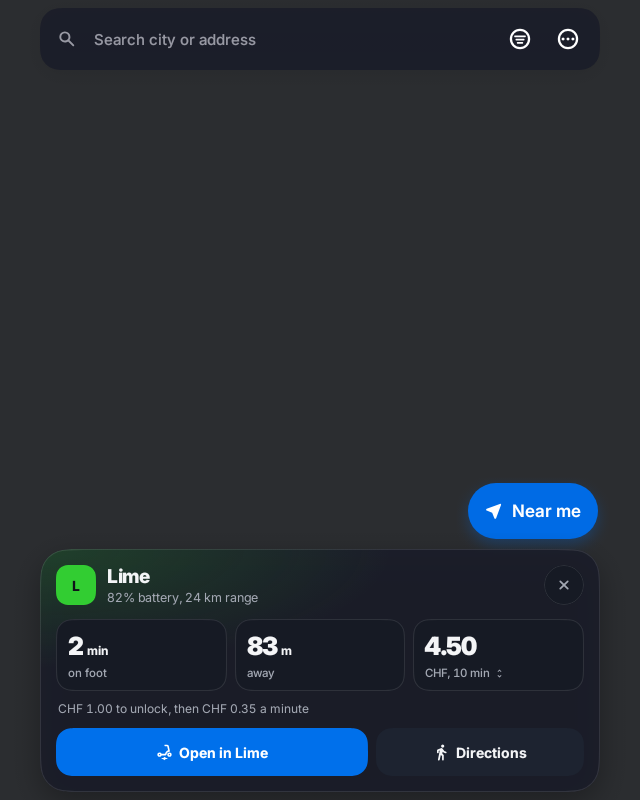 Search city or address
Near me
L
Lime
82% battery, 24 km range
2 min
on foot
83 m
away
4.50
CHF, 10 min
CHF 1.00 to unlock, then CHF 0.35 a minute
Open in Lime
Directions